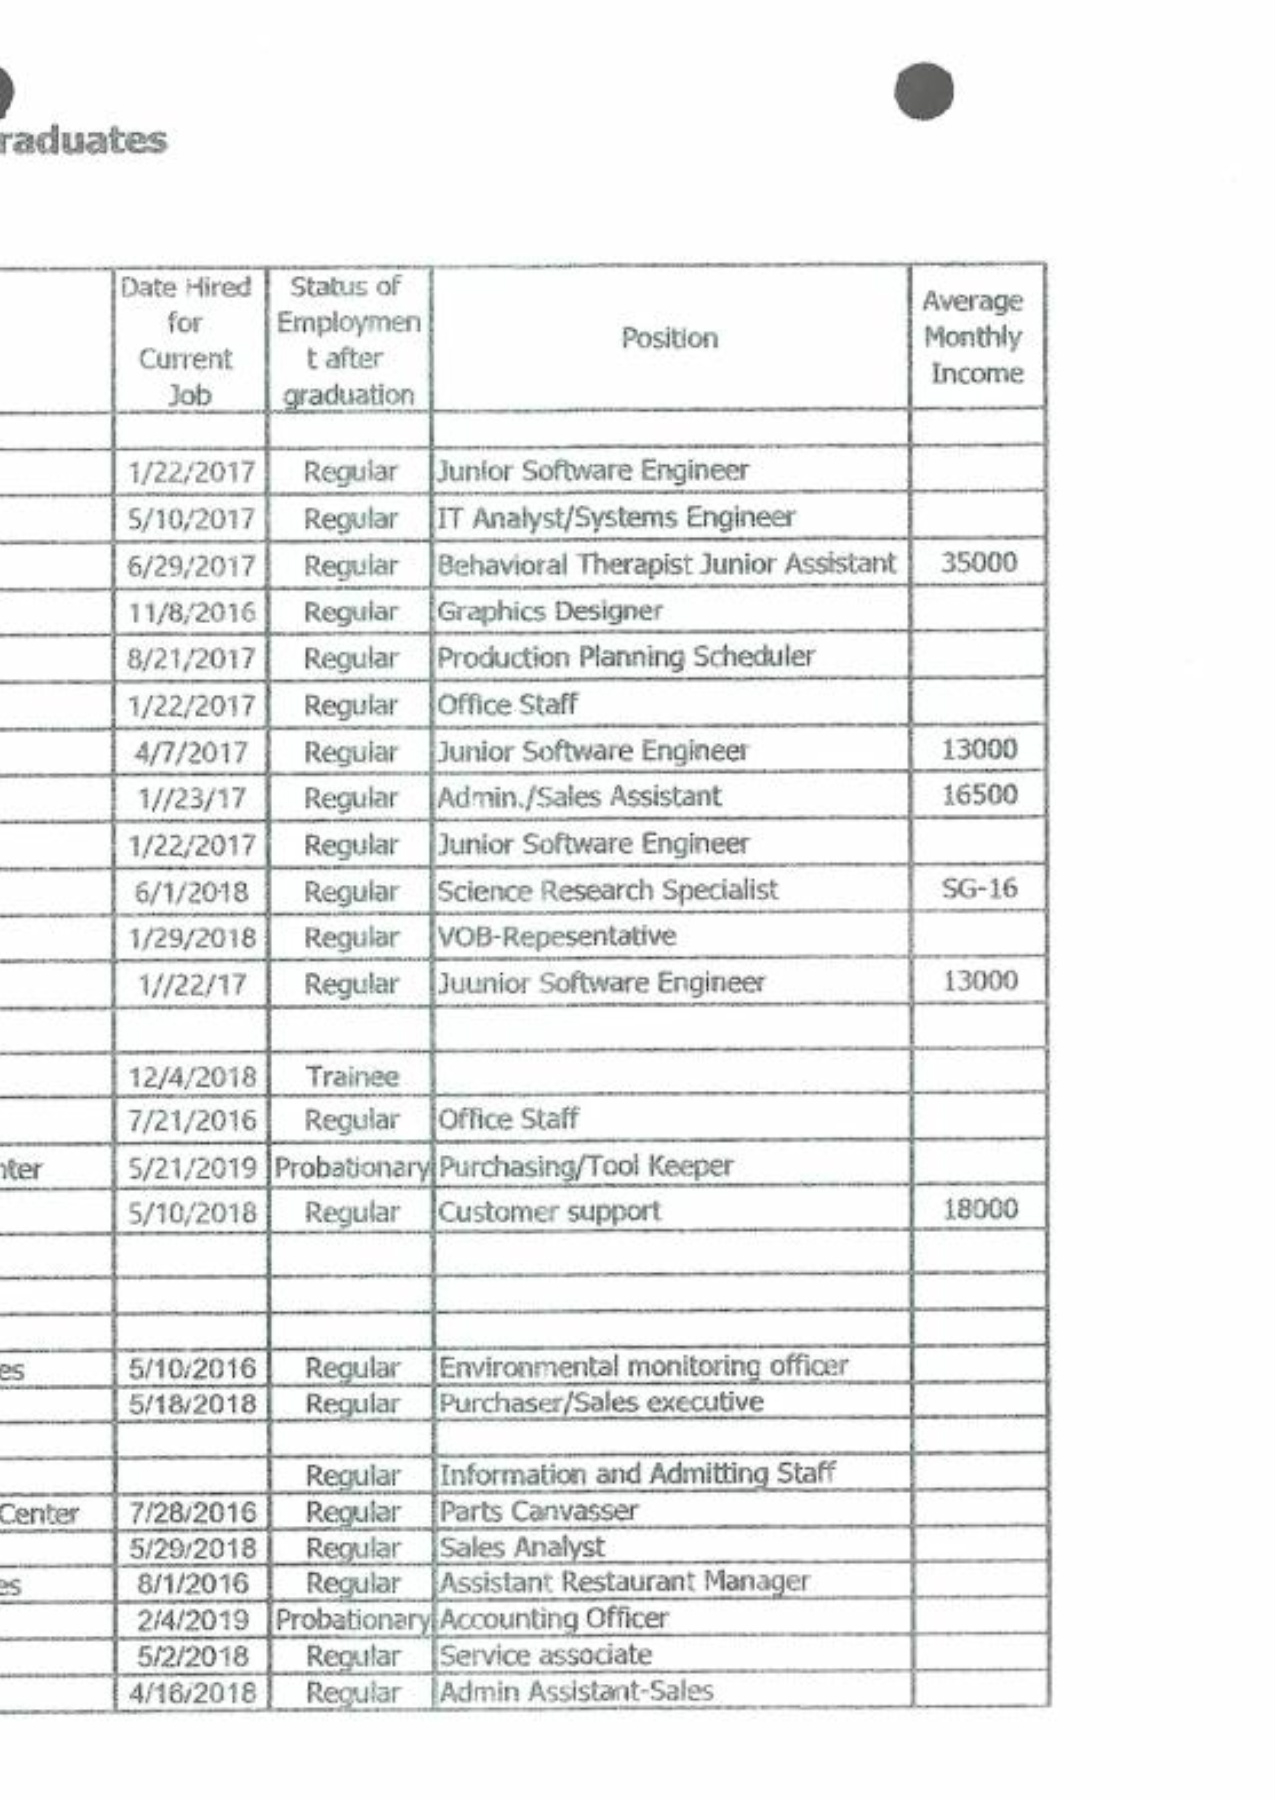 raduates
Date Hired for Current Job | Status of Employmen t after graduation | Position | Average Monthly Income
1/22/2017 Regular Junior Software Engineer
5/10/2017 Regular IT Analyst/Systems Engineer
6/29/2017 Regular Behavioral Therapist Junior Assistant 35000
11/8/2016 Regular Graphics Designer
8/21/2017 Regular Production Planning Scheduler
1/22/2017 Regular Office Staff
4/7/2017 Regular Junior Software Engineer 13000
1//23/17 Regular Admin./Sales Assistant 16500
1/22/2017 Regular Junior Software Engineer
6/1/2018 Regular Science Research Specialist SG-16
1/29/2018 Regular VOB-Repesentative
1//22/17 Regular Juunior Software Engineer 13000
12/4/2018 Trainee
7/21/2016 Regular Office Staff
nter 5/21/2019 Probationary Purchasing/Tool Keeper
5/10/2018 Regular Customer support 18000
es 5/10/2016 Regular Environmental monitoring officer
5/18/2018 Regular Purchaser/Sales executive
Regular Information and Admitting Staff
Center 7/28/2016 Regular Parts Canvasser
5/29/2018 Regular Sales Analyst
es 8/1/2016 Regular Assistant Restaurant Manager
2/4/2019 Probationary Accounting Officer
5/2/2018 Regular Service associate
4/16/2018 Regular Admin Assistant-Sales